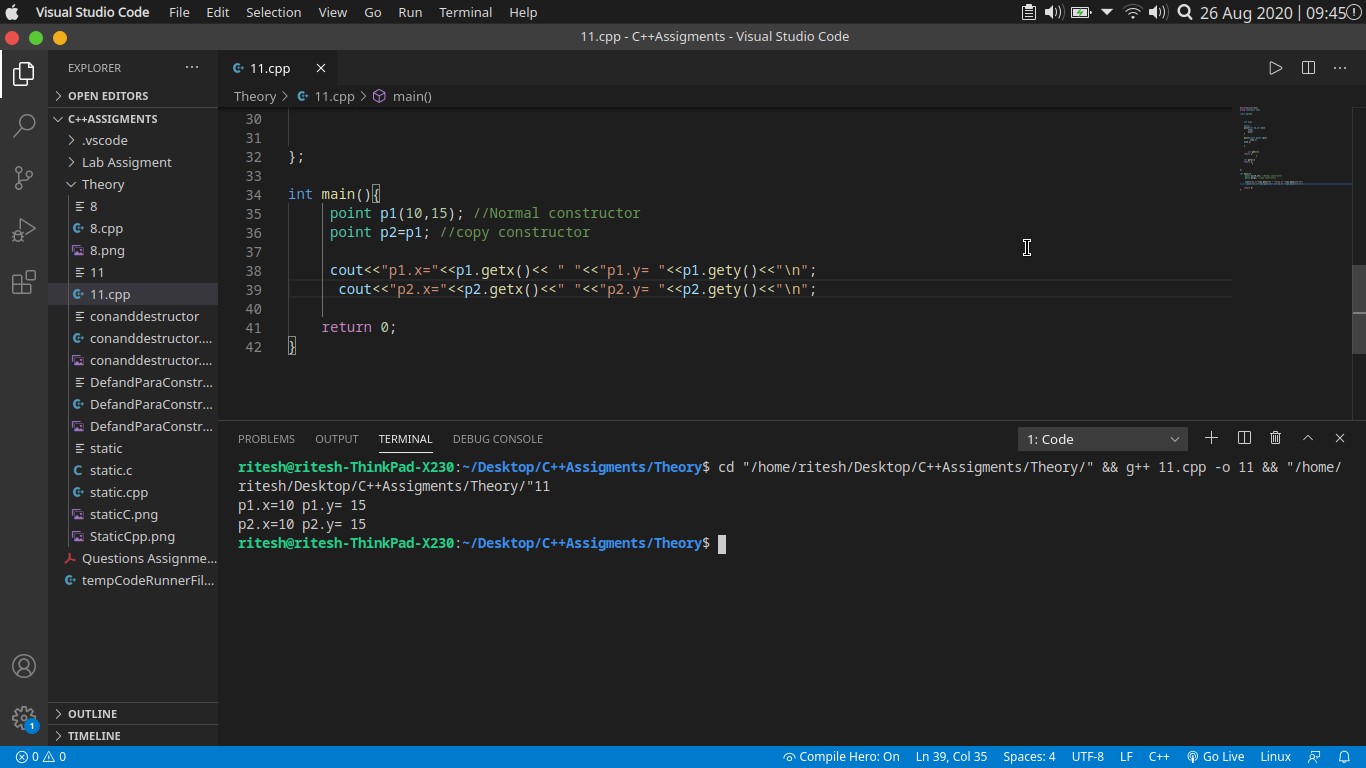 Visual Studio Code File Edit Selection View Go Run Terminal Help 26 Aug 2020 | 09:45
11.cpp - C++Assigments - Visual Studio Code
EXPLORER ···
OPEN EDITORS
C++ASSIGMENTS
.vscode
Lab Assigment
Theory
8
8.cpp
8.png
11
11.cpp
conanddestructor
conanddestructor....
conanddestructor....
DefandParaConstr...
DefandParaConstr...
DefandParaConstr...
static
static.c
static.cpp
staticC.png
StaticCpp.png
Questions Assignme...
tempCodeRunnerFil...
OUTLINE
TIMELINE
11.cpp
Theory > 11.cpp > main()
30
31
32 };
33
34 int main(){
35 point p1(10,15); //Normal constructor
36 point p2=p1; //copy constructor
37
38 cout<<"p1.x="<<p1.getx()<< " "<<"p1.y= "<<p1.gety()<<"\n";
39 cout<<"p2.x="<<p2.getx()<<" "<<"p2.y= "<<p2.gety()<<"\n";
40
41 return 0;
42 }
PROBLEMS OUTPUT TERMINAL DEBUG CONSOLE 1: Code
ritesh@ritesh-ThinkPad-X230:~/Desktop/C++Assigments/Theory$ cd "/home/ritesh/Desktop/C++Assigments/Theory/" && g++ 11.cpp -o 11 && "/home/
ritesh/Desktop/C++Assigments/Theory/"11
p1.x=10 p1.y= 15
p2.x=10 p2.y= 15
ritesh@ritesh-ThinkPad-X230:~/Desktop/C++Assigments/Theory$
1
0 0 Compile Hero: On Ln 39, Col 35 Spaces: 4 UTF-8 LF C++ Go Live Linux